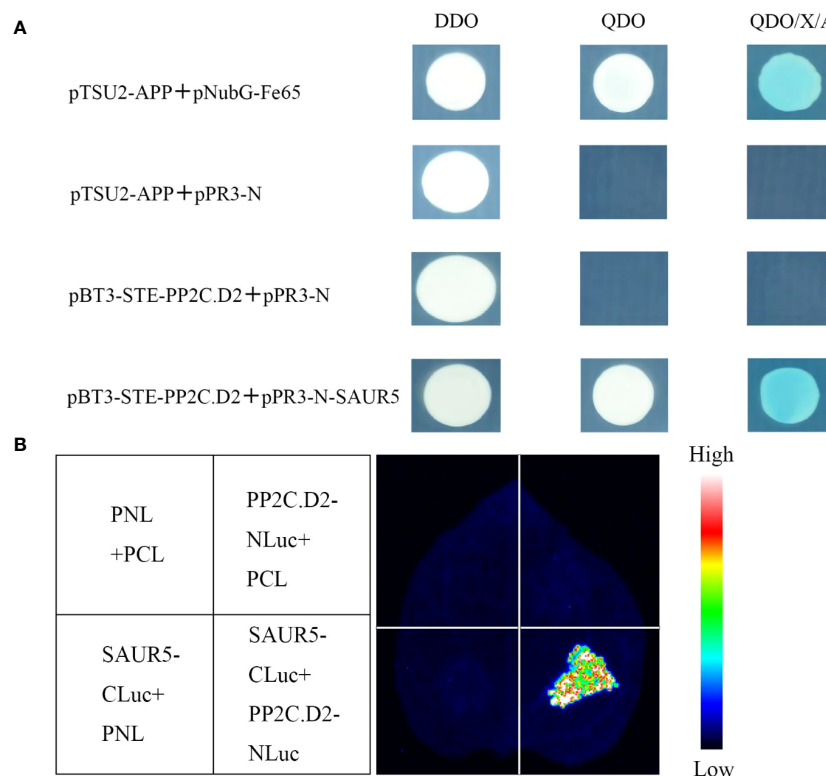 A
DDO QDO QDO/X/A
pTSU2-APP+pNubG-Fe65
pTSU2-APP+pPR3-N
pBT3-STE-PP2C.D2+pPR3-N
pBT3-STE-PP2C.D2+pPR3-N-SAUR5
B
PNL
+PCL
PP2C.D2-
NLuc+
PCL
SAUR5-
CLuc+
PNL
SAUR5-
CLuc+
PP2C.D2-
NLuc
High
Low